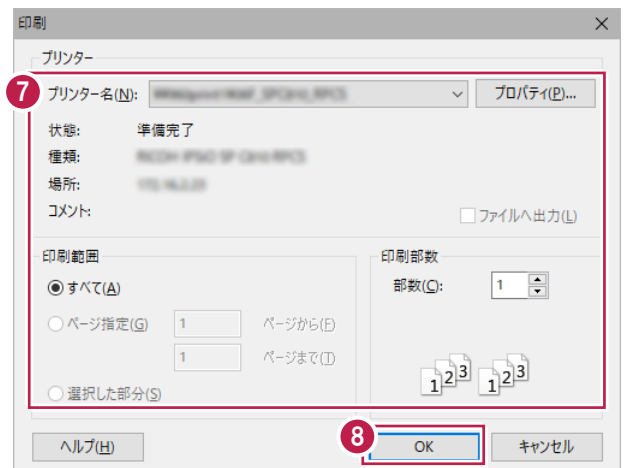 印刷
プリンター
7
プリンター名(N):
プロパティ(P)...
状態: 準備完了
種類:
場所:
コメント:
ファイルへ出力(L)
印刷範囲
すべて(A)
ページ指定(G) 1 ページから(F)
1 ページまで(T)
選択した部分(S)
印刷部数
部数(C): 1
1 2 3 1 2 3
8
ヘルプ(H)
OK
キャンセル